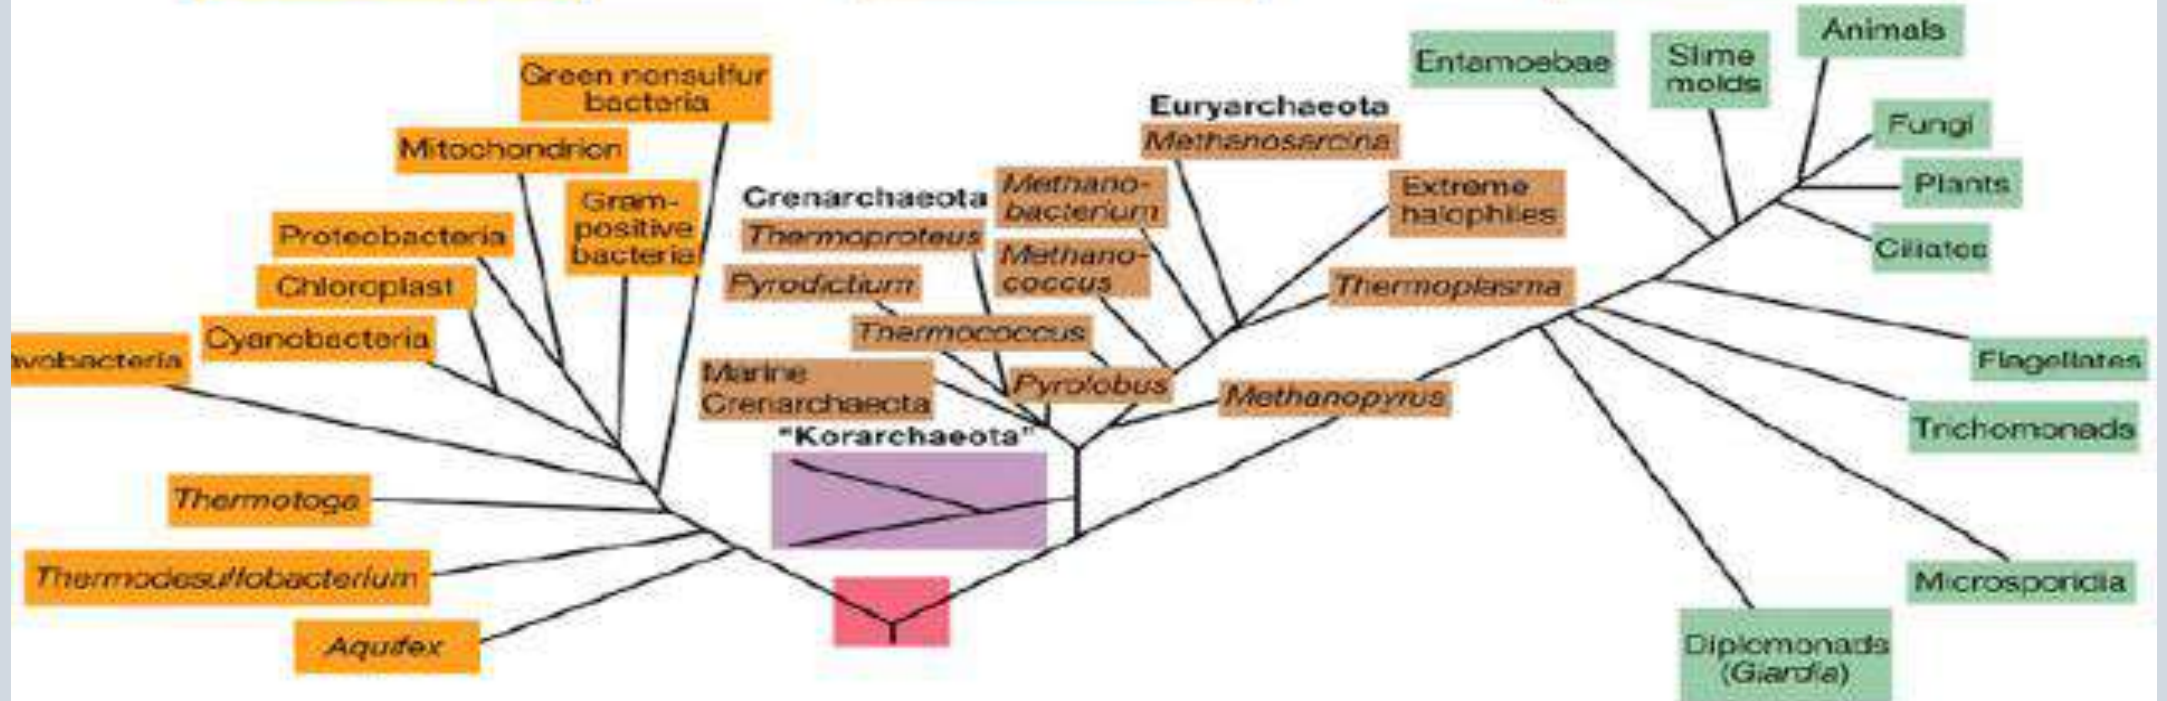 Green nonsulfur
bacteria
Mitochondrion
Gram-
positive
bacteria
Proteobacteria
Chloroplast
Cyanobacteria
avobacteria
Thermotoga
Thermodesulfobacterium
Aquifex
Crenarchaeota
Thermoproteus
Pyrodictium
Thermococcus
Marine
Crenarchaeota
Pyrolobus
"Korarchaeota"
Euryarchaeota
Methanosarcina
Methano-
bacterium
Methano-
coccus
Extreme
halophiles
Thermoplasma
Methanopyrus
Entamoebae
Slime
molds
Animals
Fungi
Plants
Ciliates
Flagellates
Trichomonads
Microsporidia
Diplomonads
(Giardia)